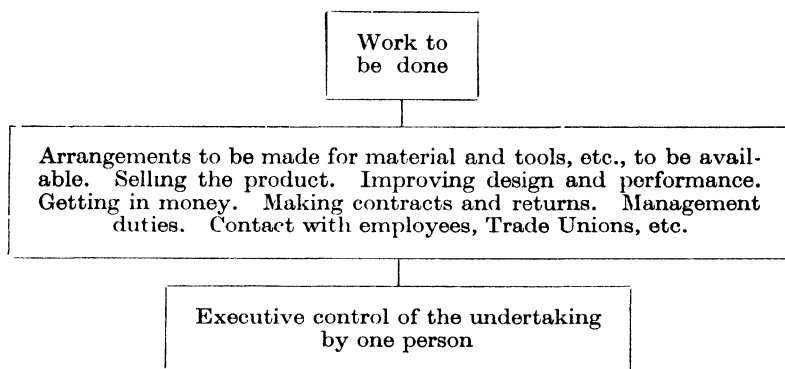 Work to
be done
Arrangements to be made for material and tools, etc., to be avail-
able. Selling the product. Improving design and performance.
Getting in money. Making contracts and returns. Management
duties. Contact with employees, Trade Unions, etc.
Executive control of the undertaking
by one person